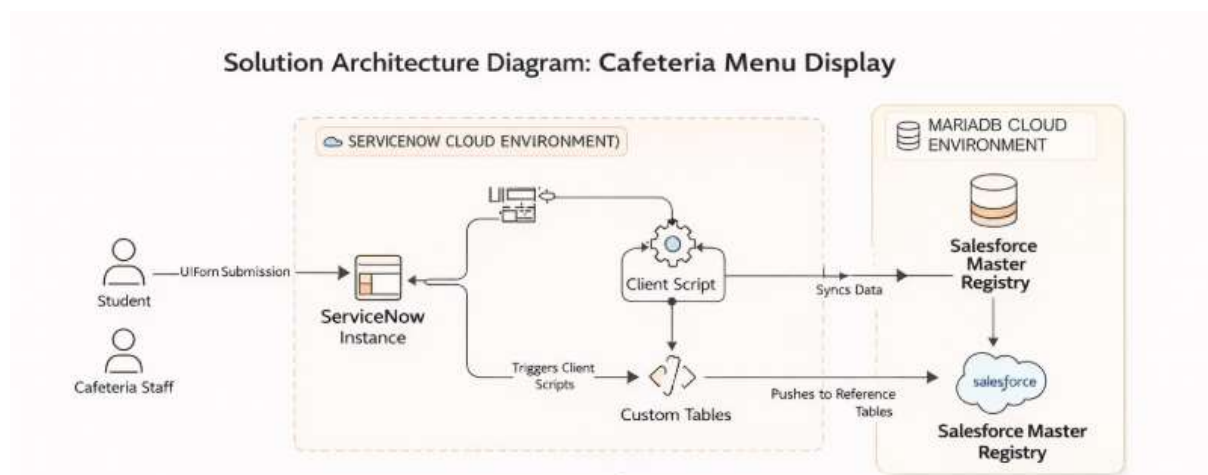 Solution Architecture Diagram: Cafeteria Menu Display
SERVICENOW CLOUD ENVIRONMENT)
MARIADB CLOUD
ENVIRONMENT
UI
Student
UIForn Submission
ServiceNow
Instance
Client Script
Syncs Data
Salesforce
Master
Registry
Cafeteria Staff
Triggers Client
Scripts
Custom Tables
Pushes to Reference
Tables
salesforce
Salesforce Master
Registry